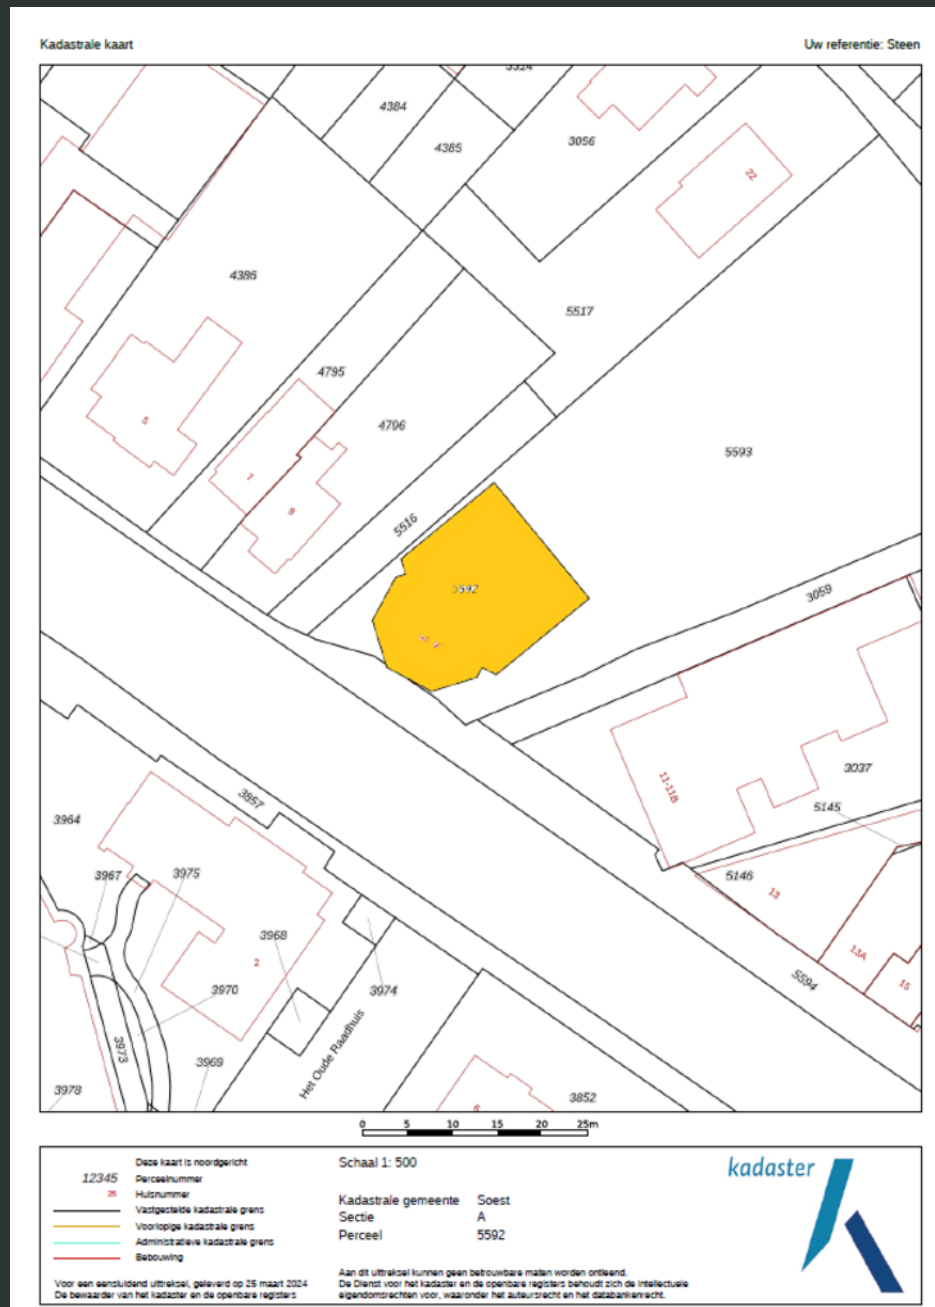 Kadastrale kaart
Uw referentie: Steen
4384
4385
3056
22
4386
5517
4795
4796
5
7
9
5593
5516
5592
3059
11-11B
3037
5145
5146
13
13A
15
5594
3857
3964
3967
3975
3968
2
3970
3974
3973
3969
3978
Het Oude Raadhuis
6
3852
0 5 10 15 20 25m
Deze kaart is noordgericht
12345 Perceelnummer
25 Huisnummer
Vastgestelde kadastrale grens
Voorlopige kadastrale grens
Administratieve kadastrale grens
Bebouwing
Voor een eensluidend uittreksel, geleverd op 25 maart 2024
De bewaarder van het kadaster en de openbare registers
Schaal 1: 500
Kadastrale gemeente Soest
Sectie A
Perceel 5592
Aan dit uittreksel kunnen geen betrouwbare maten worden ontleend.
De Dienst voor het kadaster en de openbare registers behoudt zich de intellectuele
eigendomsrechten voor, waaronder het auteursrecht en het databankenrecht.
kadaster